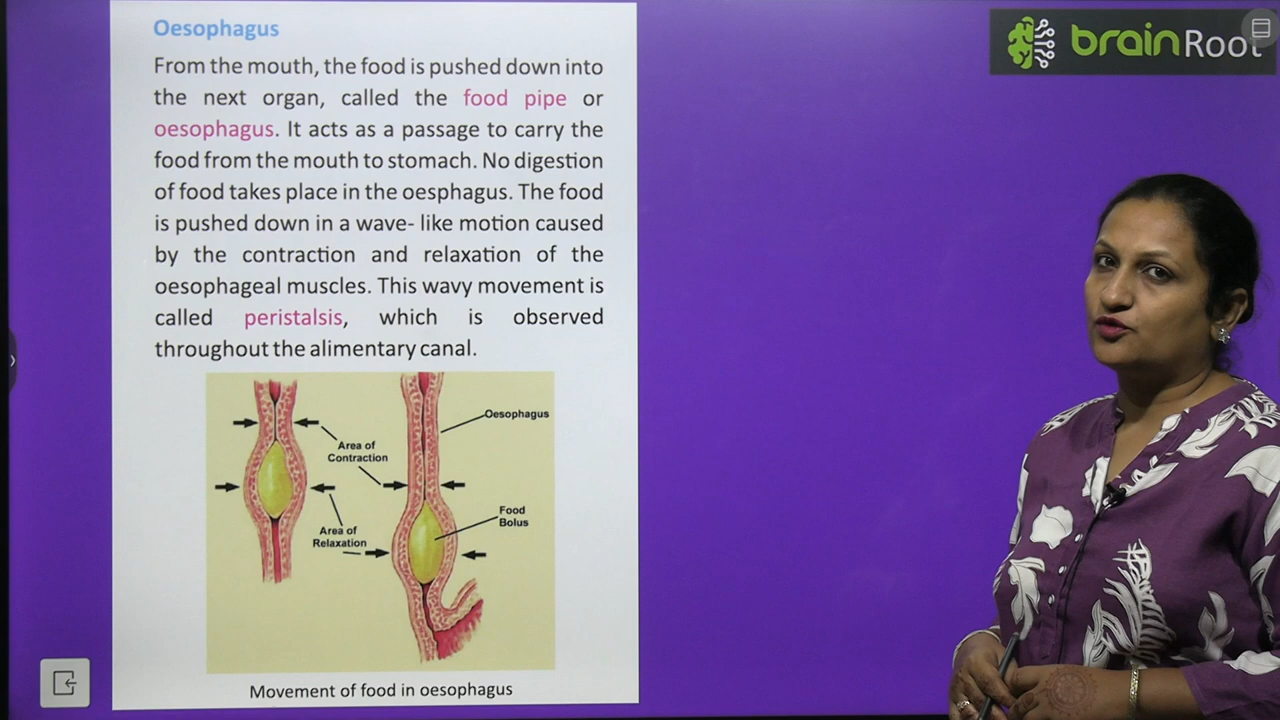 Oesophagus
From the mouth, the food is pushed down into
the next organ, called the food pipe or
oesophagus. It acts as a passage to carry the
food from the mouth to stomach. No digestion
of food takes place in the oesphagus. The food
is pushed down in a wave- like motion caused
by the contraction and relaxation of the
oesophageal muscles. This wavy movement is
called peristalsis, which is observed
throughout the alimentary canal.
Oesophagus
Area of
Contraction
Food
Bolus
Area of
Relaxation
Movement of food in oesophagus
brainRoot